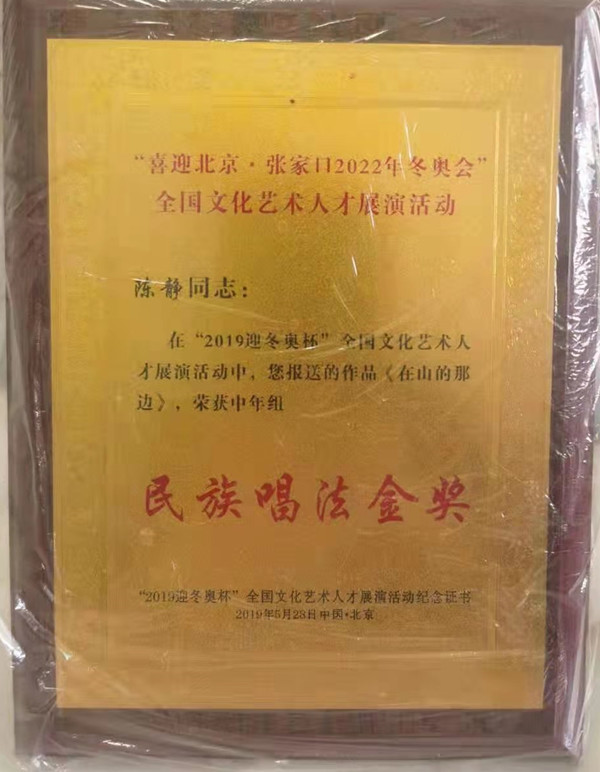 “喜迎北京·张家口2022年冬奥会”
全国文化艺术人才展演活动
陈静同志：
在“2019迎冬奥杯”全国文化艺术人
才展演活动中，您报送的作品《在山的那
边》，荣获中年组
民族唱法金奖
“2019迎冬奥杯”全国文化艺术人才展演活动纪念证书
2019年5月28日中国·北京